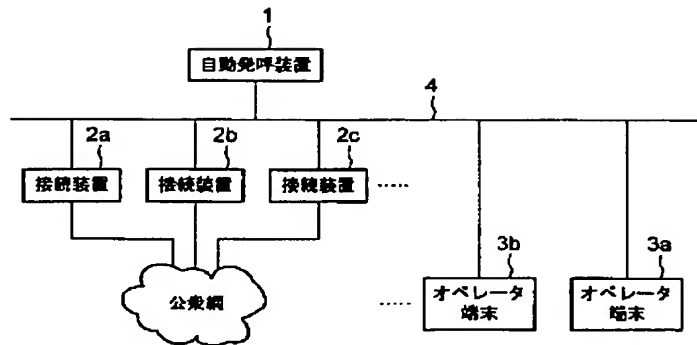 1
自動発呼装置
4
2a
2b
2c
接続装置
接続装置
接続装置
......
3b
3a
公衆網
......
オペレータ
端末
オペレータ
端末